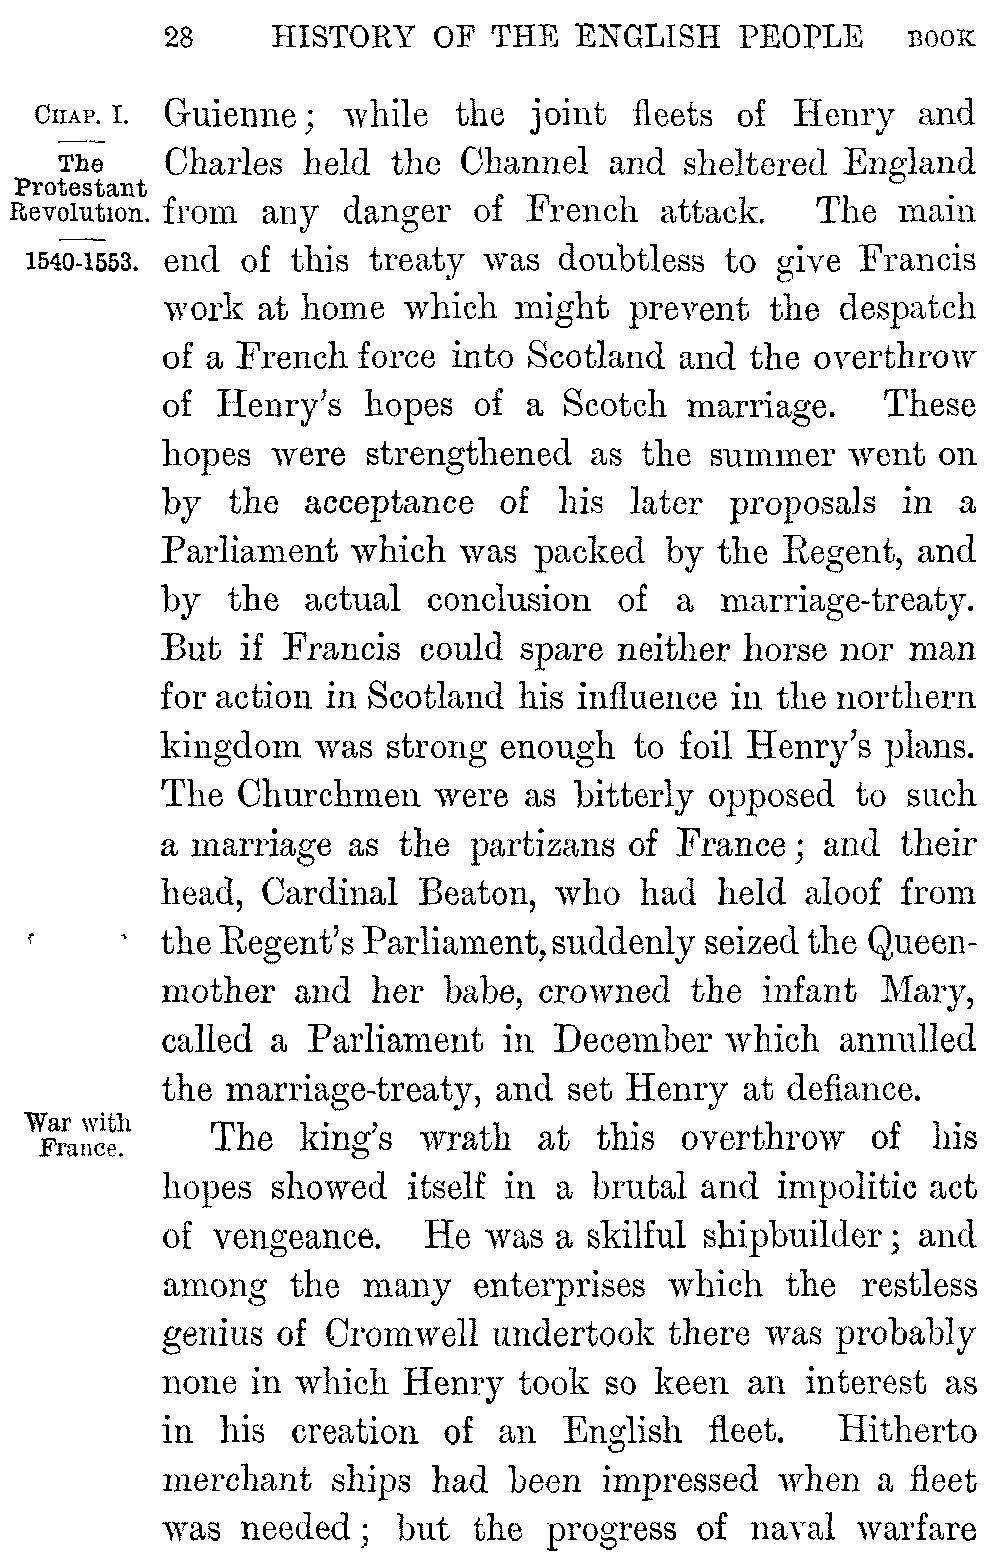 28 HISTORY OF THE ENGLISH PEOPLE BOOK
CHAP. I.
The
Protestant
Revolution.
1540-1553.
Guienne; while the joint fleets of Henry and
Charles held the Channel and sheltered England
from any danger of French attack. The main
end of this treaty was doubtless to give Francis
work at home which might prevent the despatch
of a French force into Scotland and the overthrow
of Henry's hopes of a Scotch marriage. These
hopes were strengthened as the summer went on
by the acceptance of his later proposals in a
Parliament which was packed by the Regent, and
by the actual conclusion of a marriage-treaty.
But if Francis could spare neither horse nor man
for action in Scotland his influence in the northern
kingdom was strong enough to foil Henry's plans.
The Churchmen were as bitterly opposed to such
a marriage as the partizans of France; and their
head, Cardinal Beaton, who had held aloof from
the Regent's Parliament, suddenly seized the Queen-
mother and her babe, crowned the infant Mary,
called a Parliament in December which annulled
the marriage-treaty, and set Henry at defiance.
War with
France.
The king's wrath at this overthrow of his
hopes showed itself in a brutal and impolitic act
of vengeance. He was a skilful shipbuilder; and
among the many enterprises which the restless
genius of Cromwell undertook there was probably
none in which Henry took so keen an interest as
in his creation of an English fleet. Hitherto
merchant ships had been impressed when a fleet
was needed; but the progress of naval warfare